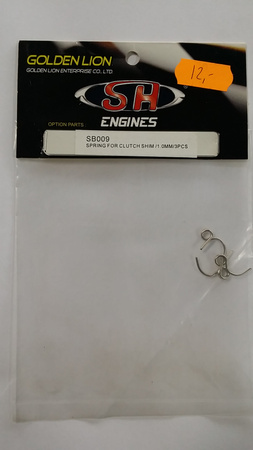 GOLDEN LION
GOLDEN LION ENTERPRISE CO., LTD
12,-
SH
ENGINES
OPTION PARTS
SB009
SPRING FOR CLUTCH SHIM /1.0MM/3PCS